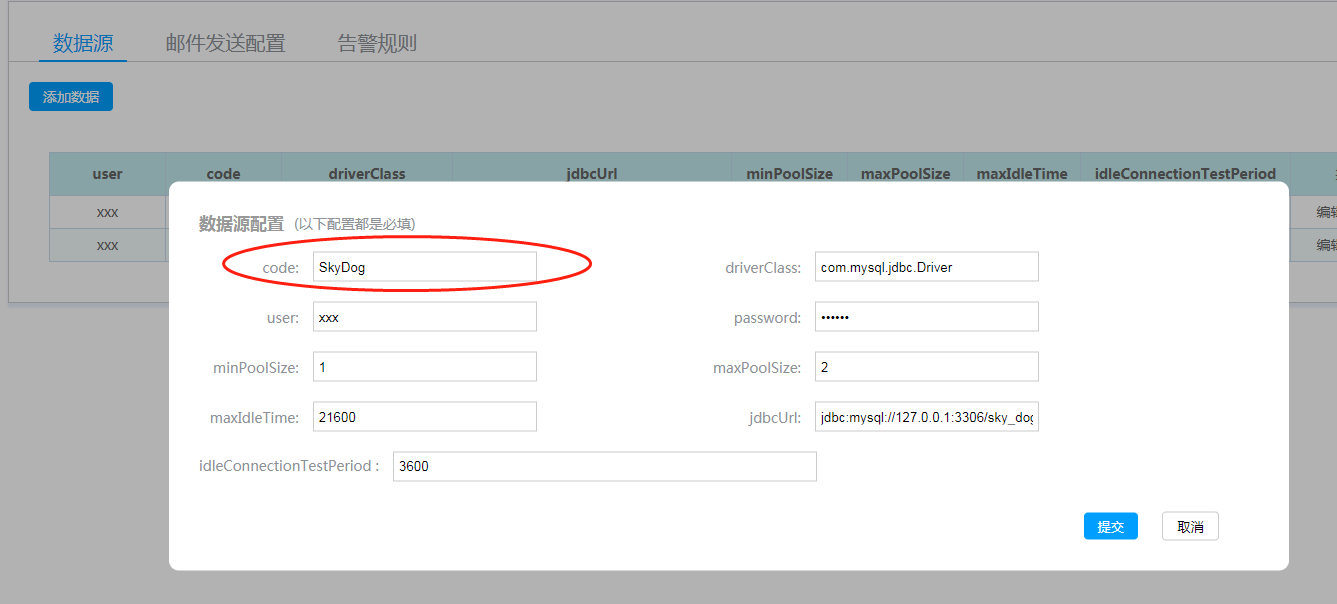 数据源 邮件发送配置 告警规则
添加数据
user code driverClass jdbcUrl minPoolSize maxPoolSize maxIdleTime idleConnectionTestPeriod
xxx 编辑
xxx 编辑
数据源配置 (以下配置都是必填)
code: SkyDog driverClass: com.mysql.jdbc.Driver
user: xxx password: ••••••
minPoolSize: 1 maxPoolSize: 2
maxIdleTime: 21600 jdbcUrl: jdbc:mysql://127.0.0.1:3306/sky_dog
idleConnectionTestPeriod : 3600
提交 取消